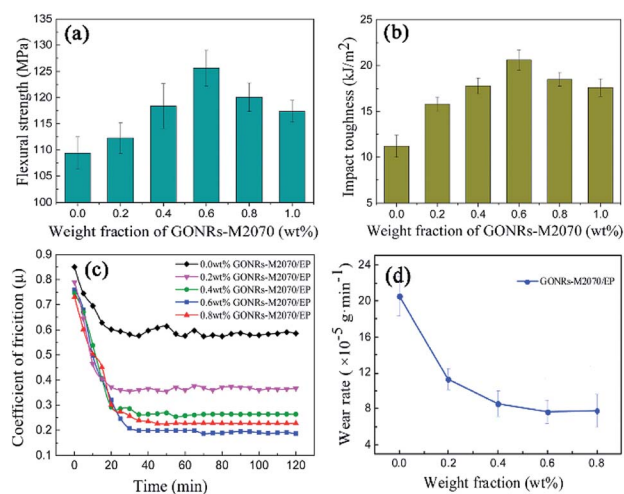 (a)
Flexural strength (MPa)
135
130
125
120
115
110
105
100
0.0 0.2 0.4 0.6 0.8 1.0
Weight fraction of GONRs-M2070 (wt%)
(b)
Impact toughness (kJ/m²)
25
20
15
10
5
0.0 0.2 0.4 0.6 0.8 1.0
Weight fraction of GONRs-M2070 (wt%)
(c)
0.0wt% GONRs-M2070/EP
0.2wt% GONRs-M2070/EP
0.4wt% GONRs-M2070/EP
0.6wt% GONRs-M2070/EP
0.8wt% GONRs-M2070/EP
Coefficient of friction (μ)
0.9
0.8
0.7
0.6
0.5
0.4
0.3
0.2
0.1
0 20 40 60 80 100 120
Time (min)
(d)
GONRs-M2070/EP
Wear rate (×10⁻⁵ g·min⁻¹)
24
20
16
12
8
4
0.0 0.2 0.4 0.6 0.8
Weight fraction (wt%)